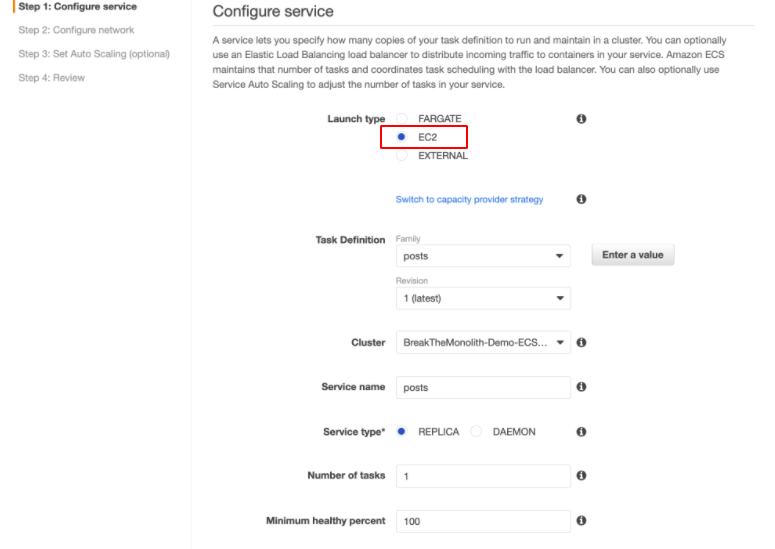 Step 1: Configure service
Step 2: Configure network
Step 3: Set Auto Scaling (optional)
Step 4: Review
Configure service
A service lets you specify how many copies of your task definition to run and maintain in a cluster. You can optionally
use an Elastic Load Balancing load balancer to distribute incoming traffic to containers in your service. Amazon ECS
maintains that number of tasks and coordinates task scheduling with the load balancer. You can also optionally use
Service Auto Scaling to adjust the number of tasks in your service.
Launch type FARGATE
EC2
EXTERNAL
Switch to capacity provider strategy
Task Definition Family
posts Enter a value
Revision
1 (latest)
Cluster BreakTheMonolith-Demo-ECS...
Service name posts
Service type* REPLICA DAEMON
Number of tasks 1
Minimum healthy percent 100